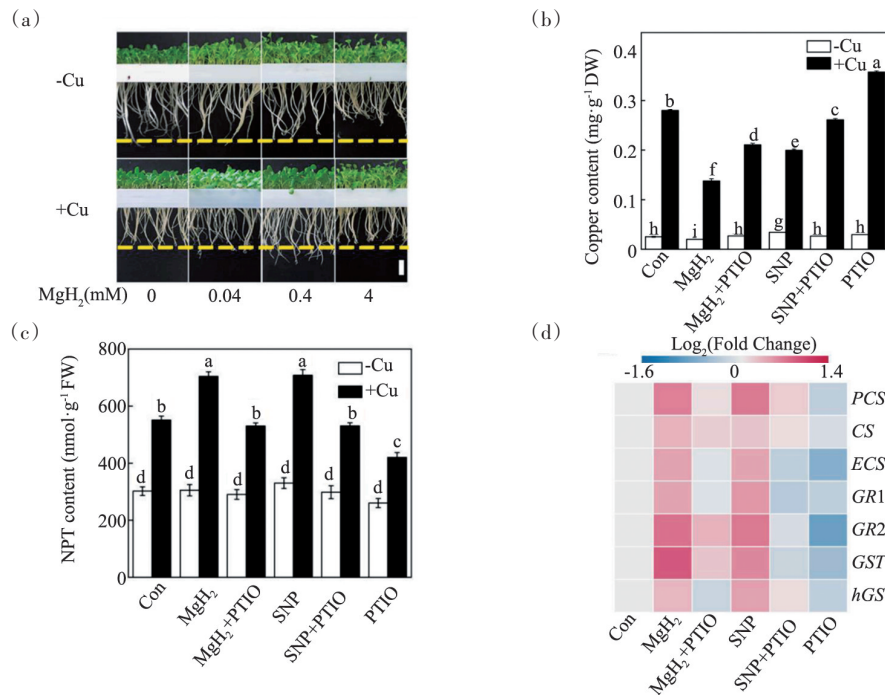 (a)
-Cu
+Cu
MgH₂(mM) 0 0.04 0.4 4
(b)
Copper content (mg·g⁻¹ DW)
0.4
0.3
0.2
0.1
0
-Cu
+Cu
h b i f h d g e h c h a
Con MgH₂ MgH₂+PTIO SNP SNP+PTIO PTIO
(c)
NPT content (nmol·g⁻¹ FW)
800
600
400
200
0
-Cu
+Cu
d b d a d b d a d b d c
Con MgH₂ MgH₂+PTIO SNP SNP+PTIO PTIO
(d)
Log₂(Fold Change)
-1.6 0 1.4
PCS
CS
ECS
GR1
GR2
GST
hGS
Con MgH₂ MgH₂+PTIO SNP SNP+PTIO PTIO